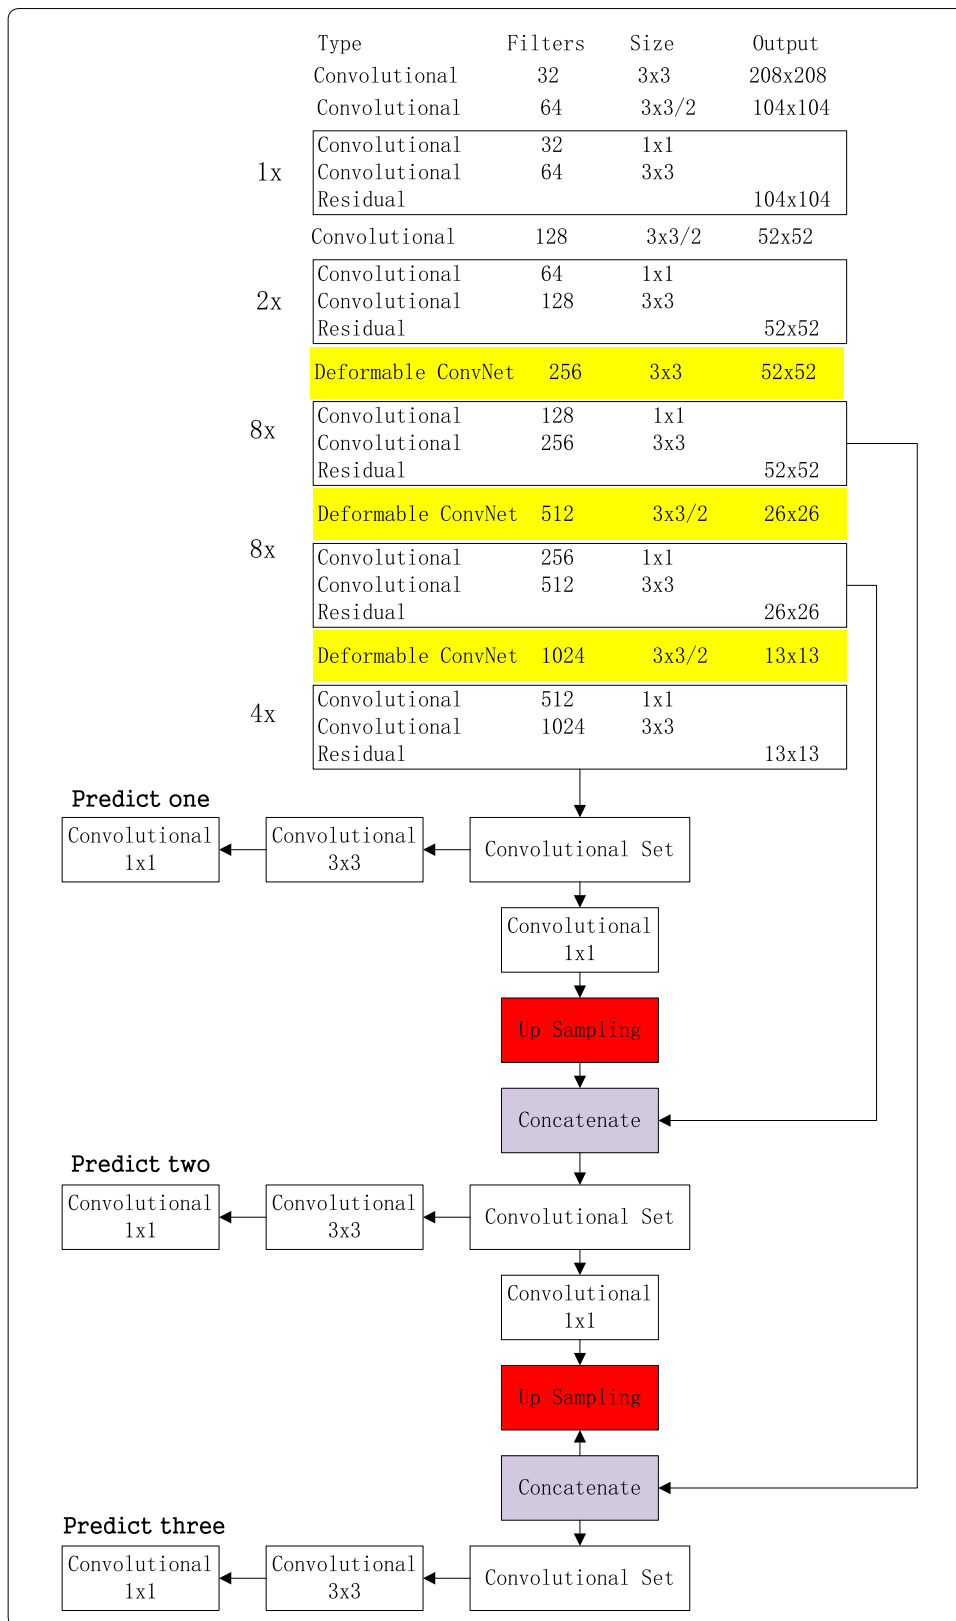 Type Filters Size Output
Convolutional 32 3x3 208x208
Convolutional 64 3x3/2 104x104
1x
Convolutional 32 1x1
Convolutional 64 3x3
Residual 104x104
Convolutional 128 3x3/2 52x52
2x
Convolutional 64 1x1
Convolutional 128 3x3
Residual 52x52
Deformable ConvNet 256 3x3 52x52
8x
Convolutional 128 1x1
Convolutional 256 3x3
Residual 52x52
Deformable ConvNet 512 3x3/2 26x26
8x
Convolutional 256 1x1
Convolutional 512 3x3
Residual 26x26
Deformable ConvNet 1024 3x3/2 13x13
4x
Convolutional 512 1x1
Convolutional 1024 3x3
Residual 13x13
Predict one
Convolutional
1x1
Convolutional
3x3
Convolutional Set
Convolutional
1x1
Up Sampling
Concatenate
Predict two
Convolutional
1x1
Convolutional
3x3
Convolutional Set
Convolutional
1x1
Up Sampling
Concatenate
Predict three
Convolutional
1x1
Convolutional
3x3
Convolutional Set